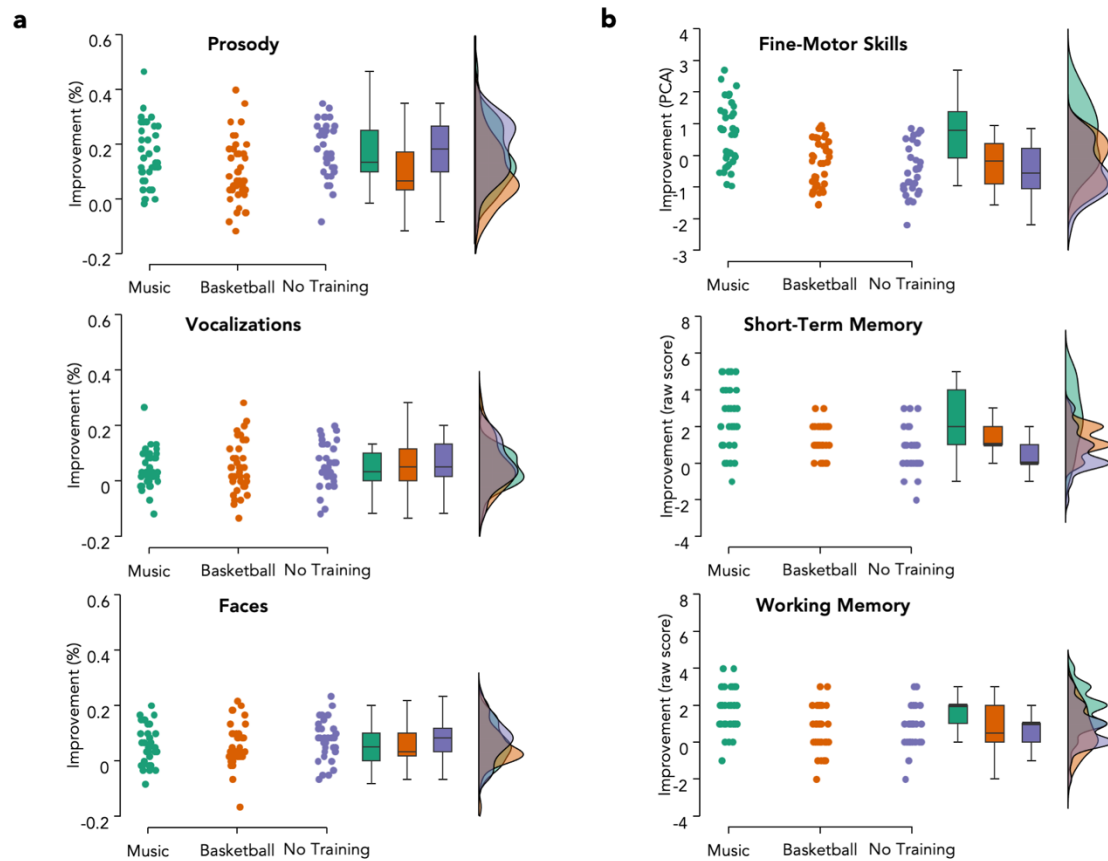 a
Prosody
Improvement (%)
0.6
0.4
0.2
0.0
-0.2
Music Basketball No Training
Vocalizations
Improvement (%)
0.6
0.4
0.2
0
-0.2
Music Basketball No Training
Faces
Improvement (%)
0.6
0.4
0.2
0
-0.2
Music Basketball No Training
b
Fine-Motor Skills
Improvement (PCA)
4
3
2
1
0
-1
-2
-3
Music Basketball No Training
Short-Term Memory
Improvement (raw score)
8
6
4
2
0
-2
-4
Music Basketball No Training
Working Memory
Improvement (raw score)
8
6
4
2
0
-2
-4
Music Basketball No Training